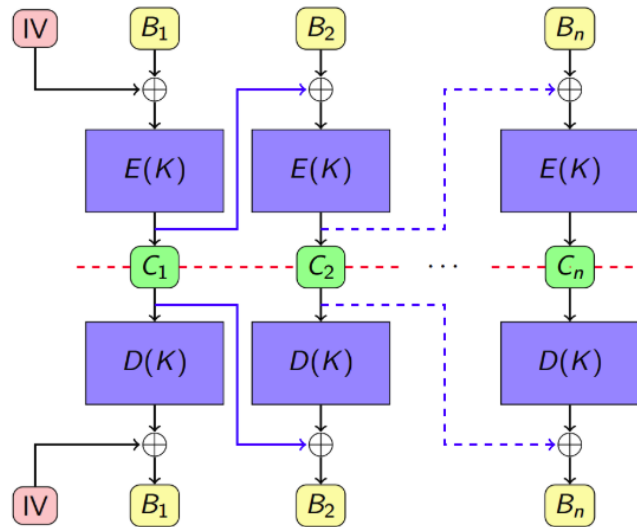 IV B₁ B₂ Bₙ
E(K) E(K) E(K)
C₁ C₂ ... Cₙ
D(K) D(K) D(K)
IV B₁ B₂ Bₙ